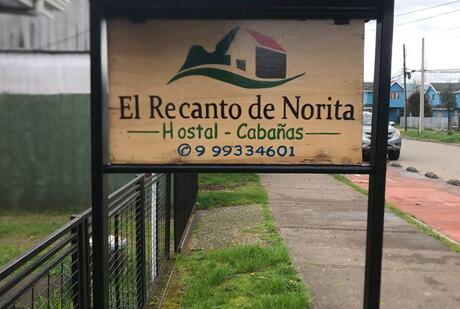 El Recanto de Norita
Hostal - Cabañas
✆ 9 99334601